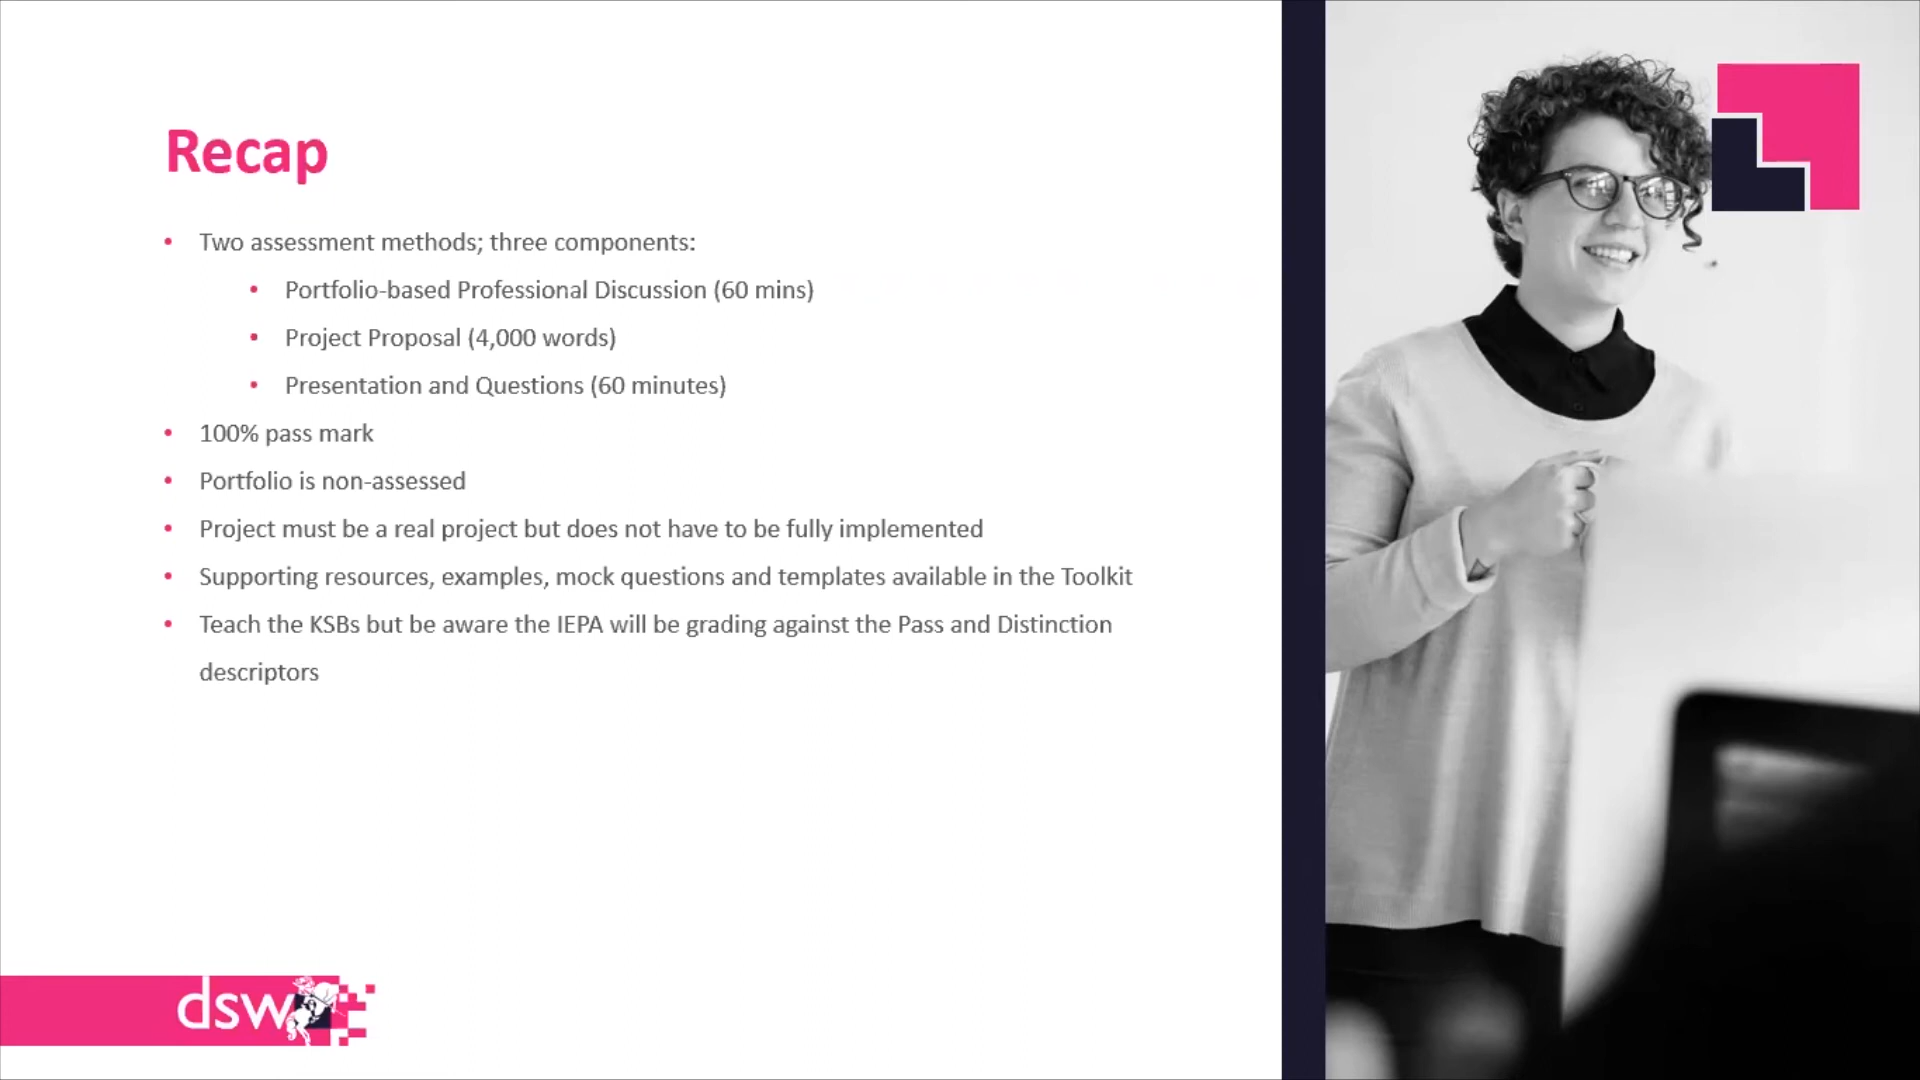 Recap
• Two assessment methods; three components:
• Portfolio-based Professional Discussion (60 mins)
• Project Proposal (4,000 words)
• Presentation and Questions (60 minutes)
• 100% pass mark
• Portfolio is non-assessed
• Project must be a real project but does not have to be fully implemented
• Supporting resources, examples, mock questions and templates available in the Toolkit
• Teach the KSBs but be aware the IEPA will be grading against the Pass and Distinction
descriptors
dsw